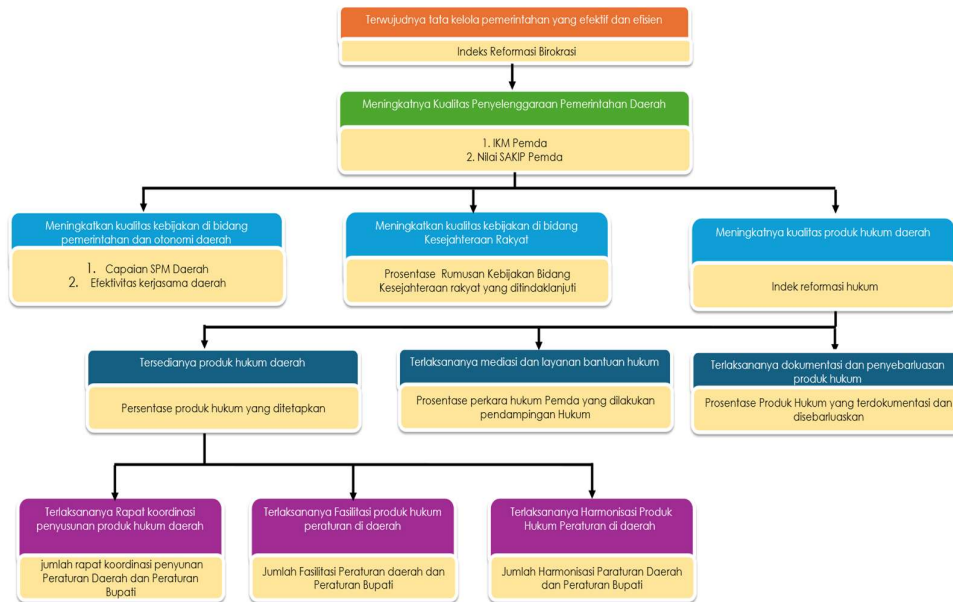 Terwujudnya tata kelola pemerintahan yang efektif dan efisien
Indeks Reformasi Birokrasi
Meningkatnya Kualitas Penyelenggaraan Pemerintahan Daerah
1. IKM Pemda
2. Nilai SAKIP Pemda
Meningkatkan kualitas kebijakan di bidang
pemerintahan dan otonomi daerah
1. Capaian SPM Daerah
2. Efektivitas kerjasama daerah
Meningkatkan kualitas kebijakan di bidang
Kesejahteraan Rakyat
Prosentase Rumusan Kebijakan Bidang
Kesejahteraan rakyat yang ditindaklanjuti
Meningkatnya kualitas produk hukum daerah
Indek reformasi hukum
Tersedianya produk hukum daerah
Persentase produk hukum yang ditetapkan
Terlaksananya mediasi dan layanan bantuan hukum
Prosentase perkara hukum Pemda yang dilakukan
pendampingan Hukum
Terlaksananya dokumentasi dan penyebarluasan
produk hukum
Prosentase Produk Hukum yang terdokumentasi dan
disebarluaskan
Terlaksananya Rapat koordinasi
penyusunan produk hukum daerah
jumlah rapat koordinasi penyunan
Peraturan Daerah dan Peraturan
Bupati
Terlaksananya Fasilitasi produk hukum
peraturan di daerah
Jumlah Fasilitasi Peraturan daerah dan
Peraturan Bupati
Terlaksananya Harmonisasi Produk
Hukum Peraturan di daerah
Jumlah Harmonisasi Paraturan Daerah
dan Peraturan Bupati